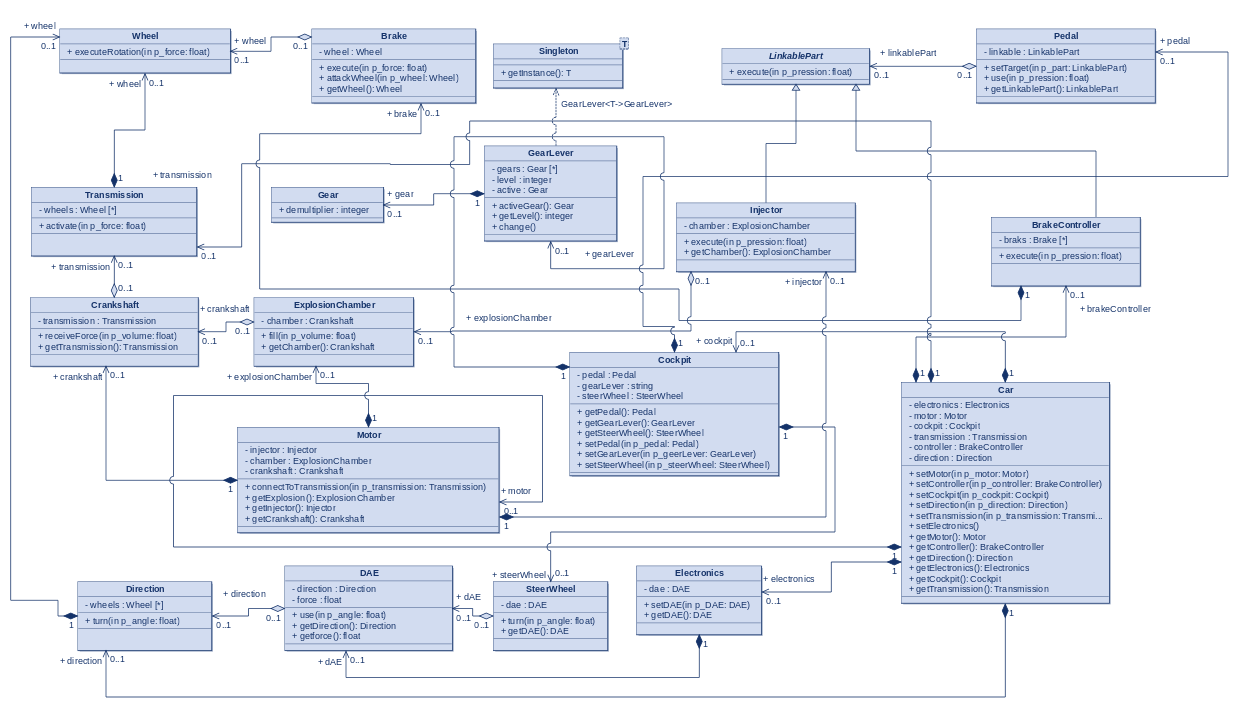 + wheel
0..1
Wheel
+ executeRotation(in p_force: float)
+ wheel
0..1
Brake
- wheel : Wheel
+ execute(in p_force: float)
+ attackWheel(in p_wheel: Wheel)
+ getWheel(): Wheel
0..1
Singleton
T
+ getInstance(): T
LinkablePart
+ execute(in p_pression: float)
+ linkablePart
0..1
0..1
Pedal
- linkable : LinkablePart
+ setTarget(in p_part: LinkablePart)
+ use(in p_pression: float)
+ getLinkablePart(): LinkablePart
+ pedal
0..1
+ wheel
0..1
+ brake
0..1
GearLever<T->GearLever>
1
+ transmission
Transmission
- wheels : Wheel [*]
+ activate(in p_force: float)
0..1
+ transmission
0..1
Gear
+ demultiplier : integer
+ gear
0..1
1
GearLever
- gears : Gear [*]
- level : integer
- active : Gear
+ activeGear(): Gear
+ getLevel(): integer
+ change()
0..1
+ gearLever
Injector
- chamber : ExplosionChamber
+ execute(in p_pression: float)
+ getChamber(): ExplosionChamber
0..1
+ injector
0..1
BrakeController
- braks : Brake [*]
+ execute(in p_pression: float)
1
0..1
+ brakeController
0..1
Crankshaft
- transmission : Transmission
+ receiveForce(in p_volume: float)
+ getTransmission(): Transmission
+ crankshaft
0..1
0..1
ExplosionChamber
- chamber : Crankshaft
+ fill(in p_volume: float)
+ getChamber(): Crankshaft
+ explosionChamber
0..1
+ crankshaft
0..1
+ explosionChamber
0..1
1
1
+ cockpit
0..1
Cockpit
- pedal : Pedal
- gearLever : string
- steerWheel : SteerWheel
+ getPedal(): Pedal
+ getGearLever(): GearLever
+ getSteerWheel(): SteerWheel
+ setPedal(in p_pedal: Pedal)
+ setGearLever(in p_geerLever: GearLever)
+ setSteerWheel(in p_steerWheel: SteerWheel)
1
1
1
1
1
Car
- electronics : Electronics
- motor : Motor
- cockpit : Cockpit
- transmission : Transmission
- controller : BrakeController
- direction : Direction
+ setMotor(in p_motor: Motor)
+ setController(in p_controller: BrakeController)
+ setCockpit(in p_cockpit: Cockpit)
+ setDirection(in p_direction: Direction)
+ setTransmission(in p_transmission: Transmi...
+ setElectronics()
+ getMotor(): Motor
+ getController(): BrakeController
+ getDirection(): Direction
+ getElectronics(): Electronics
+ getCockpit(): Cockpit
+ getTransmission(): Transmission
1
1
1
Motor
- injector : Injector
- chamber : ExplosionChamber
- crankshaft : Crankshaft
+ connectToTransmission(in p_transmission: Transmission)
+ getExplosion(): ExplosionChamber
+ getInjector(): Injector
+ getCrankshaft(): Crankshaft
1
+ motor
0..1
1
Direction
- wheels : Wheel [*]
+ turn(in p_angle: float)
1
+ direction
0..1
0..1
DAE
- direction : Direction
- force : float
+ use(in p_angle: float)
+ getDirection(): Direction
+ getforce(): float
+ dAE
0..1
0..1
+ steerWheel
0..1
SteerWheel
- dae : DAE
+ turn(in p_angle: float)
+ getDAE(): DAE
Electronics
- dae : DAE
+ setDAE(in p_DAE: DAE)
+ getDAE(): DAE
+ electronics
0..1
1
+ direction
0..1
+ dAE
0..1